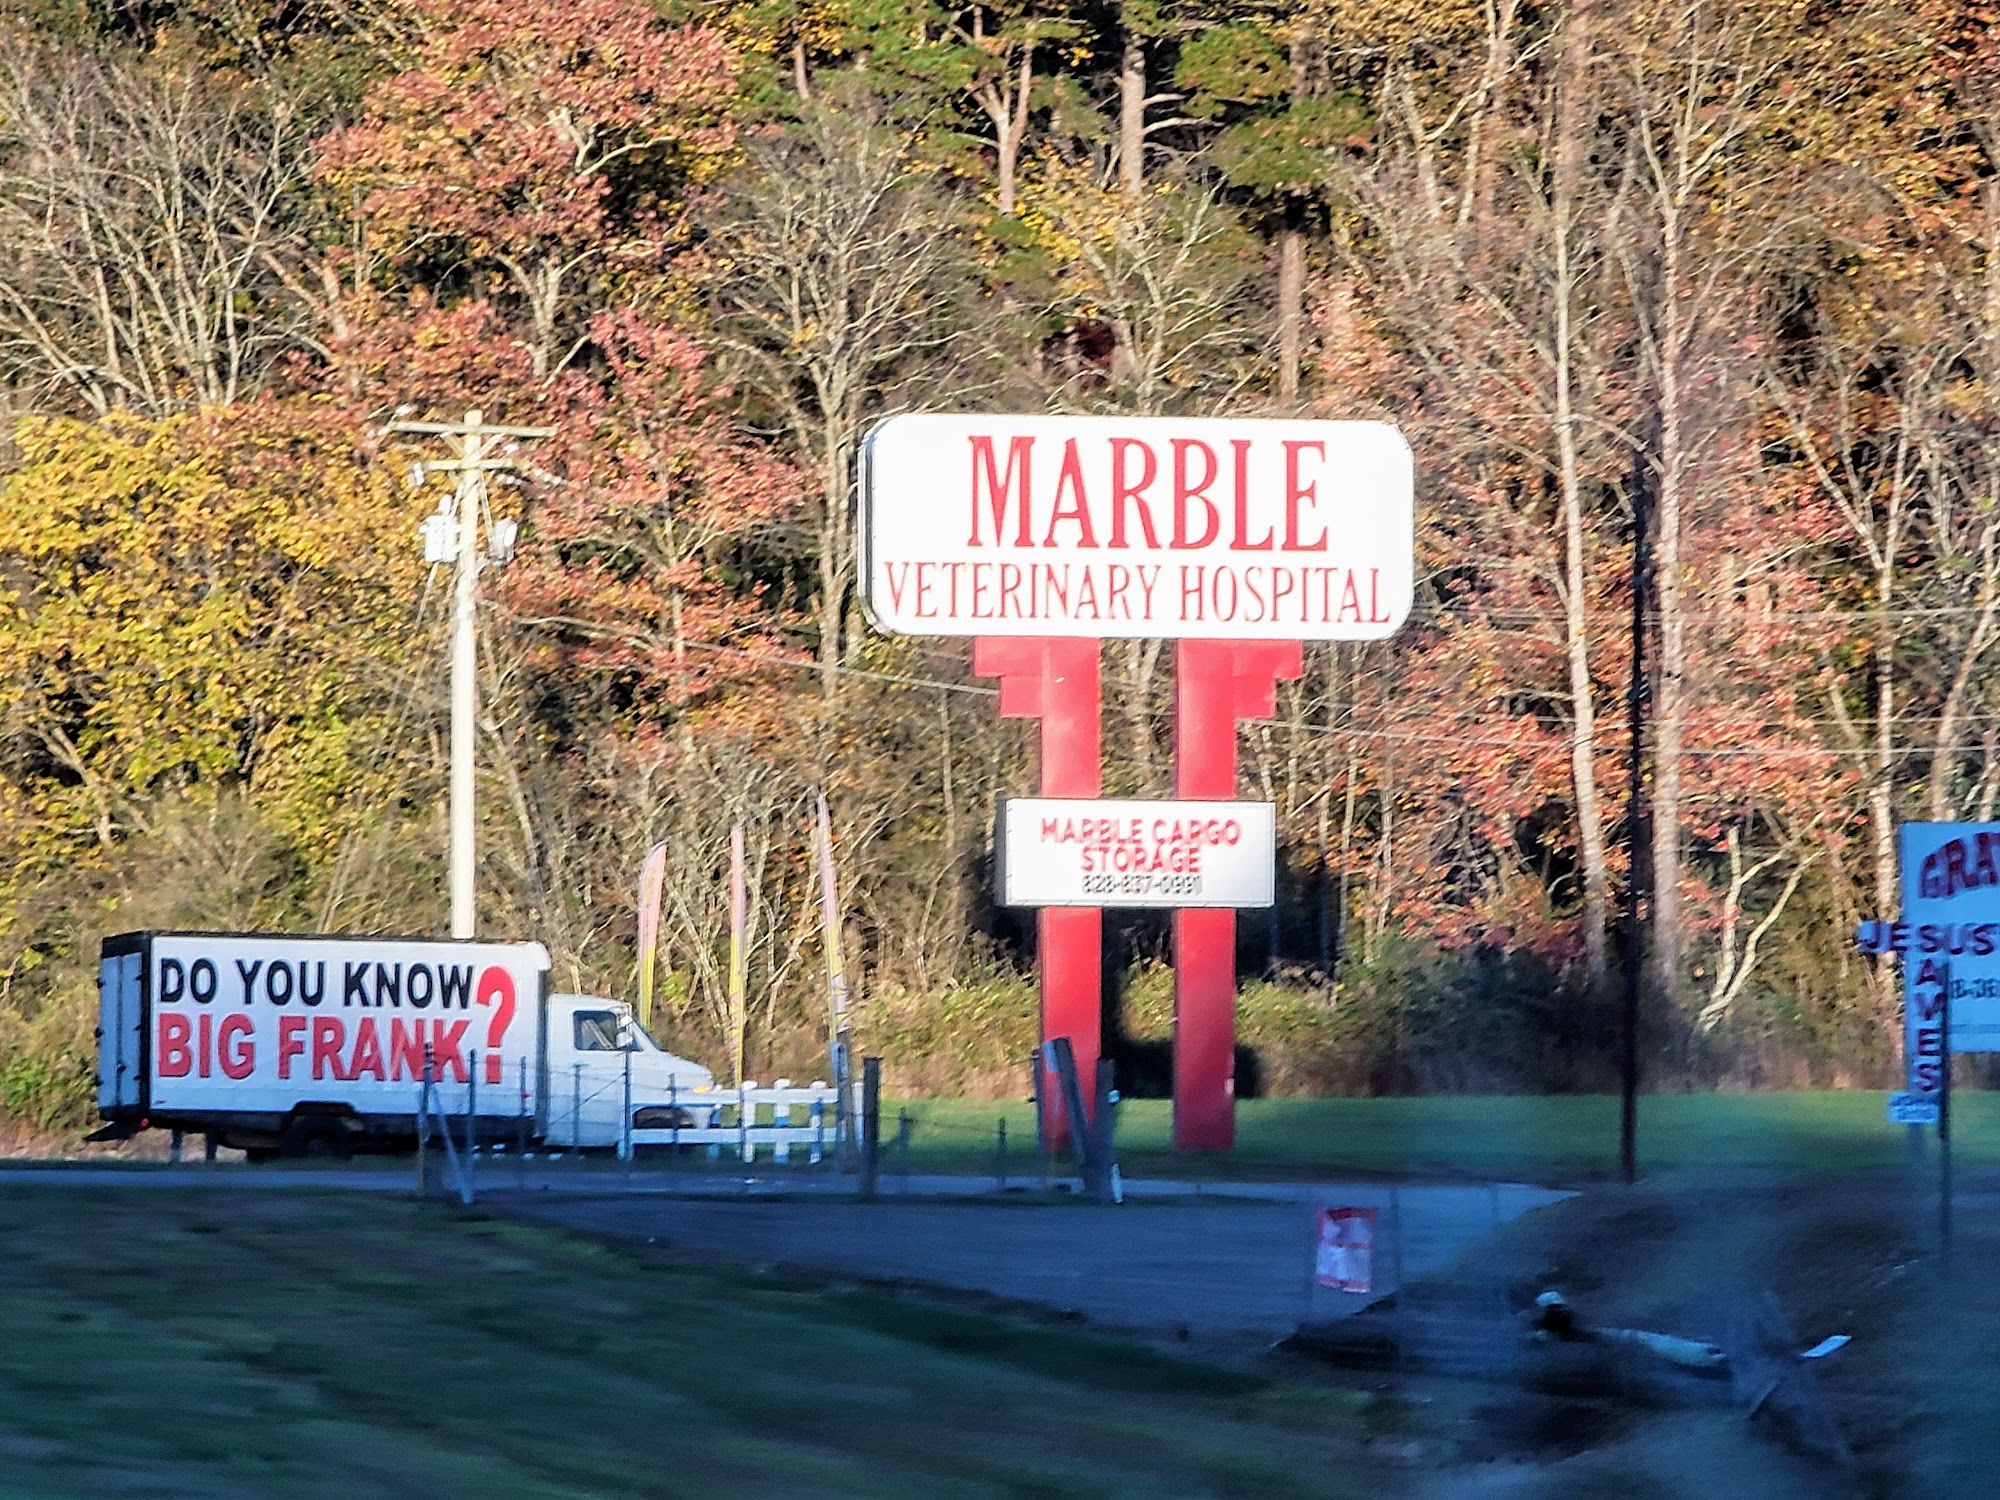 MARBLE
VETERINARY HOSPITAL
MARBLE CARGO
STORAGE
828-837-0991
DO YOU KNOW
BIG FRANK?
JESUS
SAVES